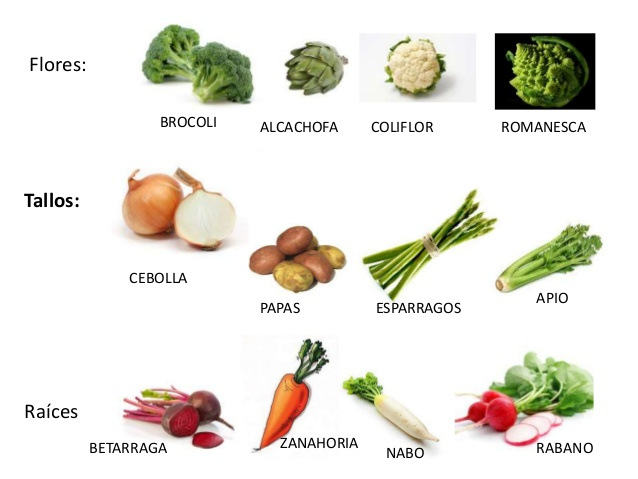 Flores:
BROCOLI
ALCACHOFA
COLIFLOR
ROMANESCA
Tallos:
CEBOLLA
PAPAS
ESPARRAGOS
APIO
Raíces
BETARRAGA
ZANAHORIA
NABO
RABANO